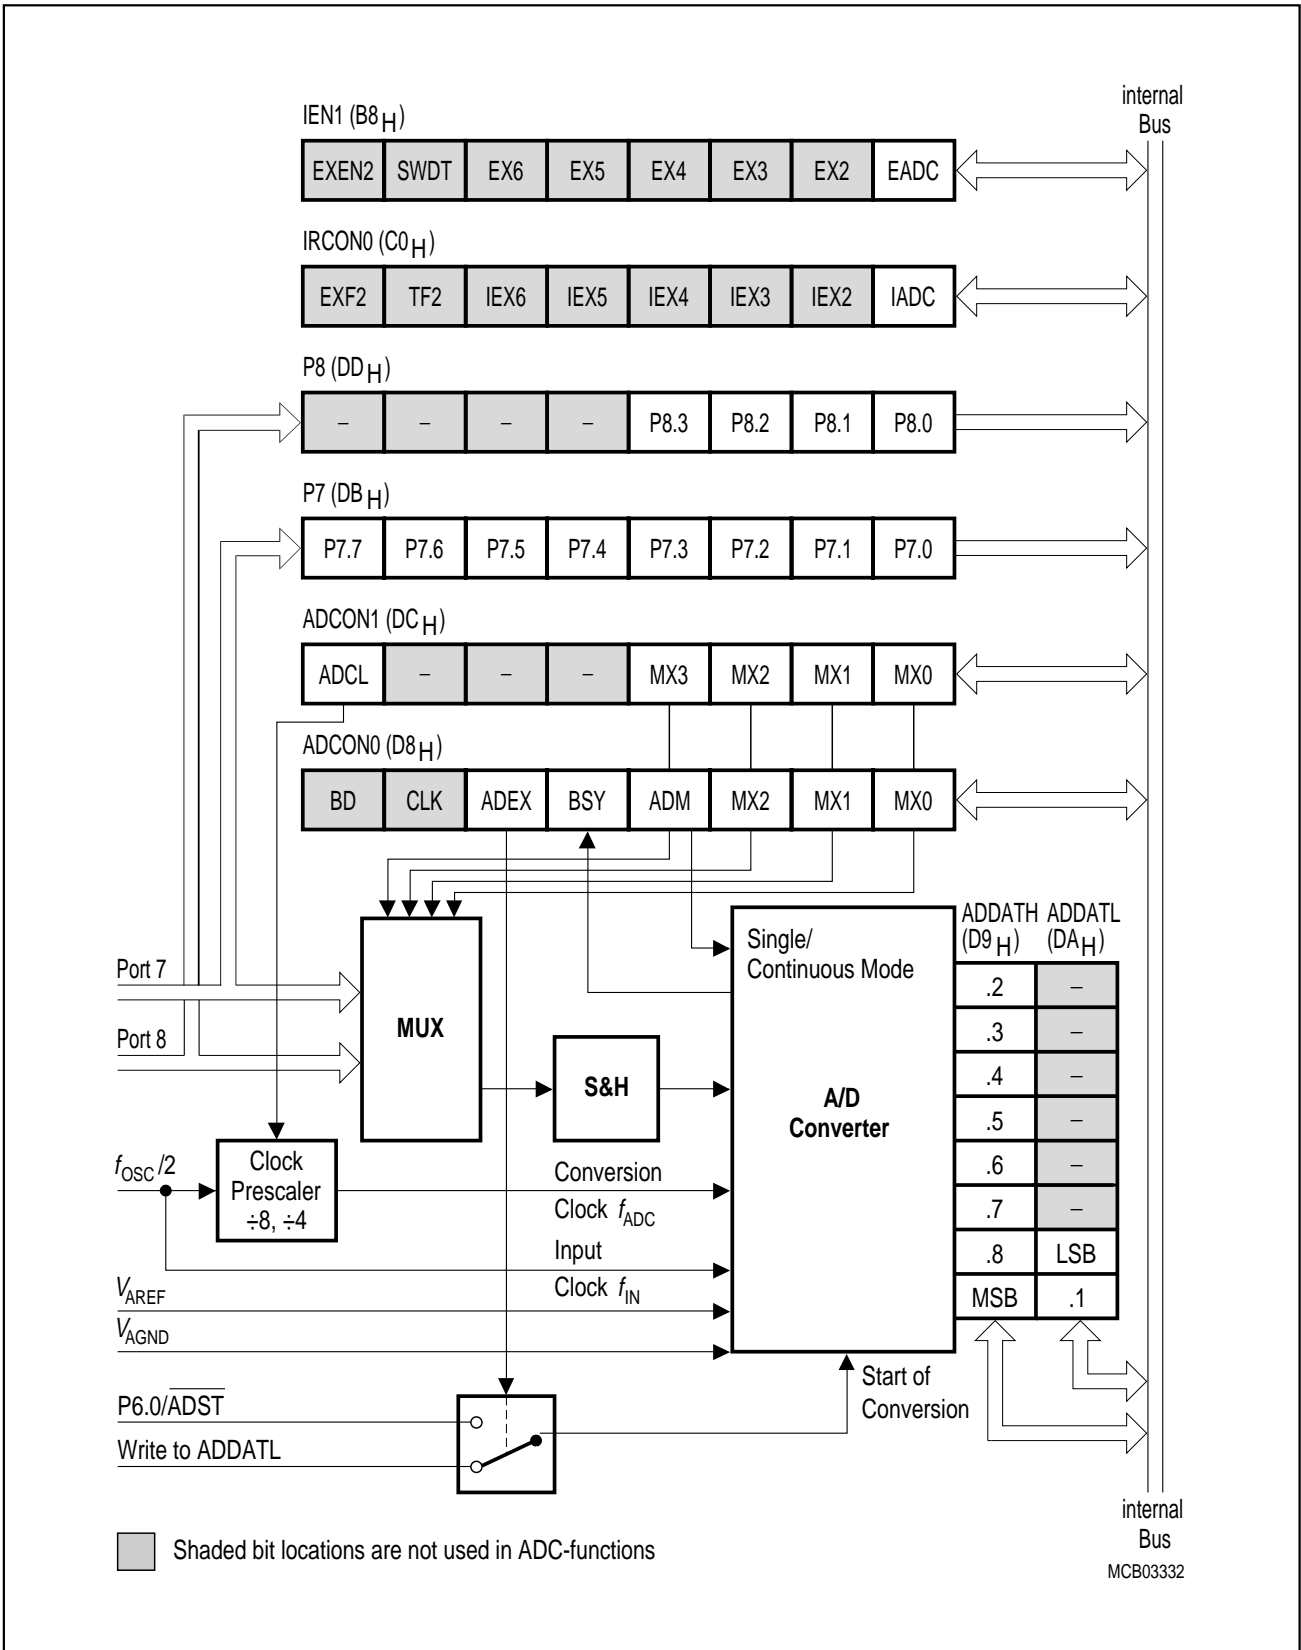 internal
Bus
IEN1 (B8H)
EXEN2 SWDT EX6 EX5 EX4 EX3 EX2 EADC
IRCON0 (C0H)
EXF2 TF2 IEX6 IEX5 IEX4 IEX3 IEX2 IADC
P8 (DDH)
– – – – P8.3 P8.2 P8.1 P8.0
P7 (DBH)
P7.7 P7.6 P7.5 P7.4 P7.3 P7.2 P7.1 P7.0
ADCON1 (DCH)
ADCL – – – MX3 MX2 MX1 MX0
ADCON0 (D8H)
BD CLK ADEX BSY ADM MX2 MX1 MX0
ADDATH ADDATL
(D9H) (DAH)
Single/
Continuous Mode
.2 –
.3 –
.4 –
.5 –
.6 –
.7 –
.8 LSB
MSB .1
Port 7
Port 8
MUX
S&H
A/D
Converter
fOSC/2
Clock
Prescaler
÷8, ÷4
Conversion
Clock fADC
Input
Clock fIN
VAREF
VAGND
P6.0/ADST
Write to ADDATL
Start of
Conversion
internal
Bus
Shaded bit locations are not used in ADC-functions
MCB03332